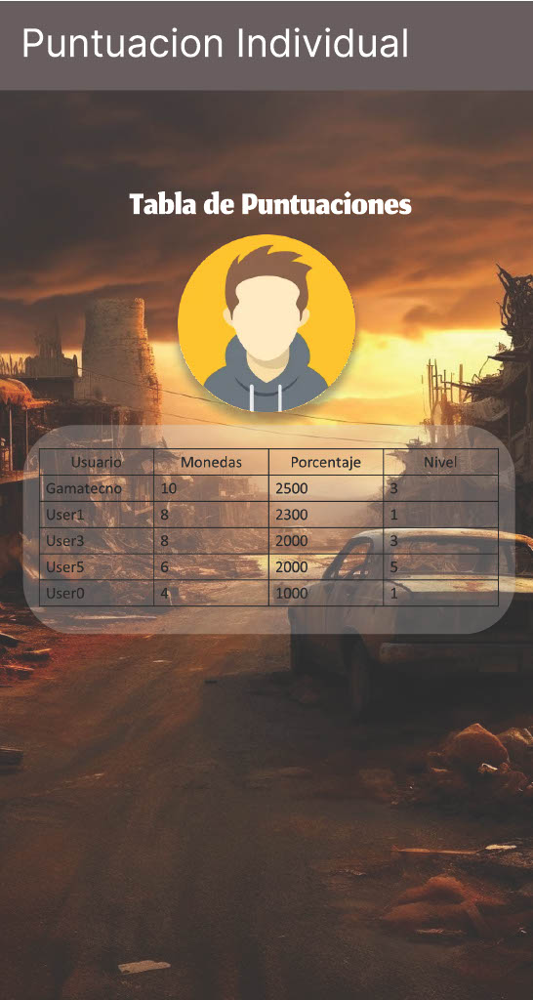 Puntuacion Individual
Tabla de Puntuaciones
Usuario Monedas Porcentaje Nivel
Gamatecno 10 2500 3
User1 8 2300 1
User3 8 2000 3
User5 6 2000 5
User0 4 1000 1